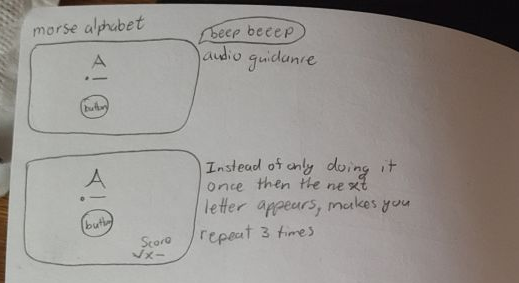 morse alphabet
beep beeep
audio guidance
A
.—
button
A
.—
button
Score
✓x–
Instead of only doing it
once then the next
letter appears, makes you
repeat 3 times